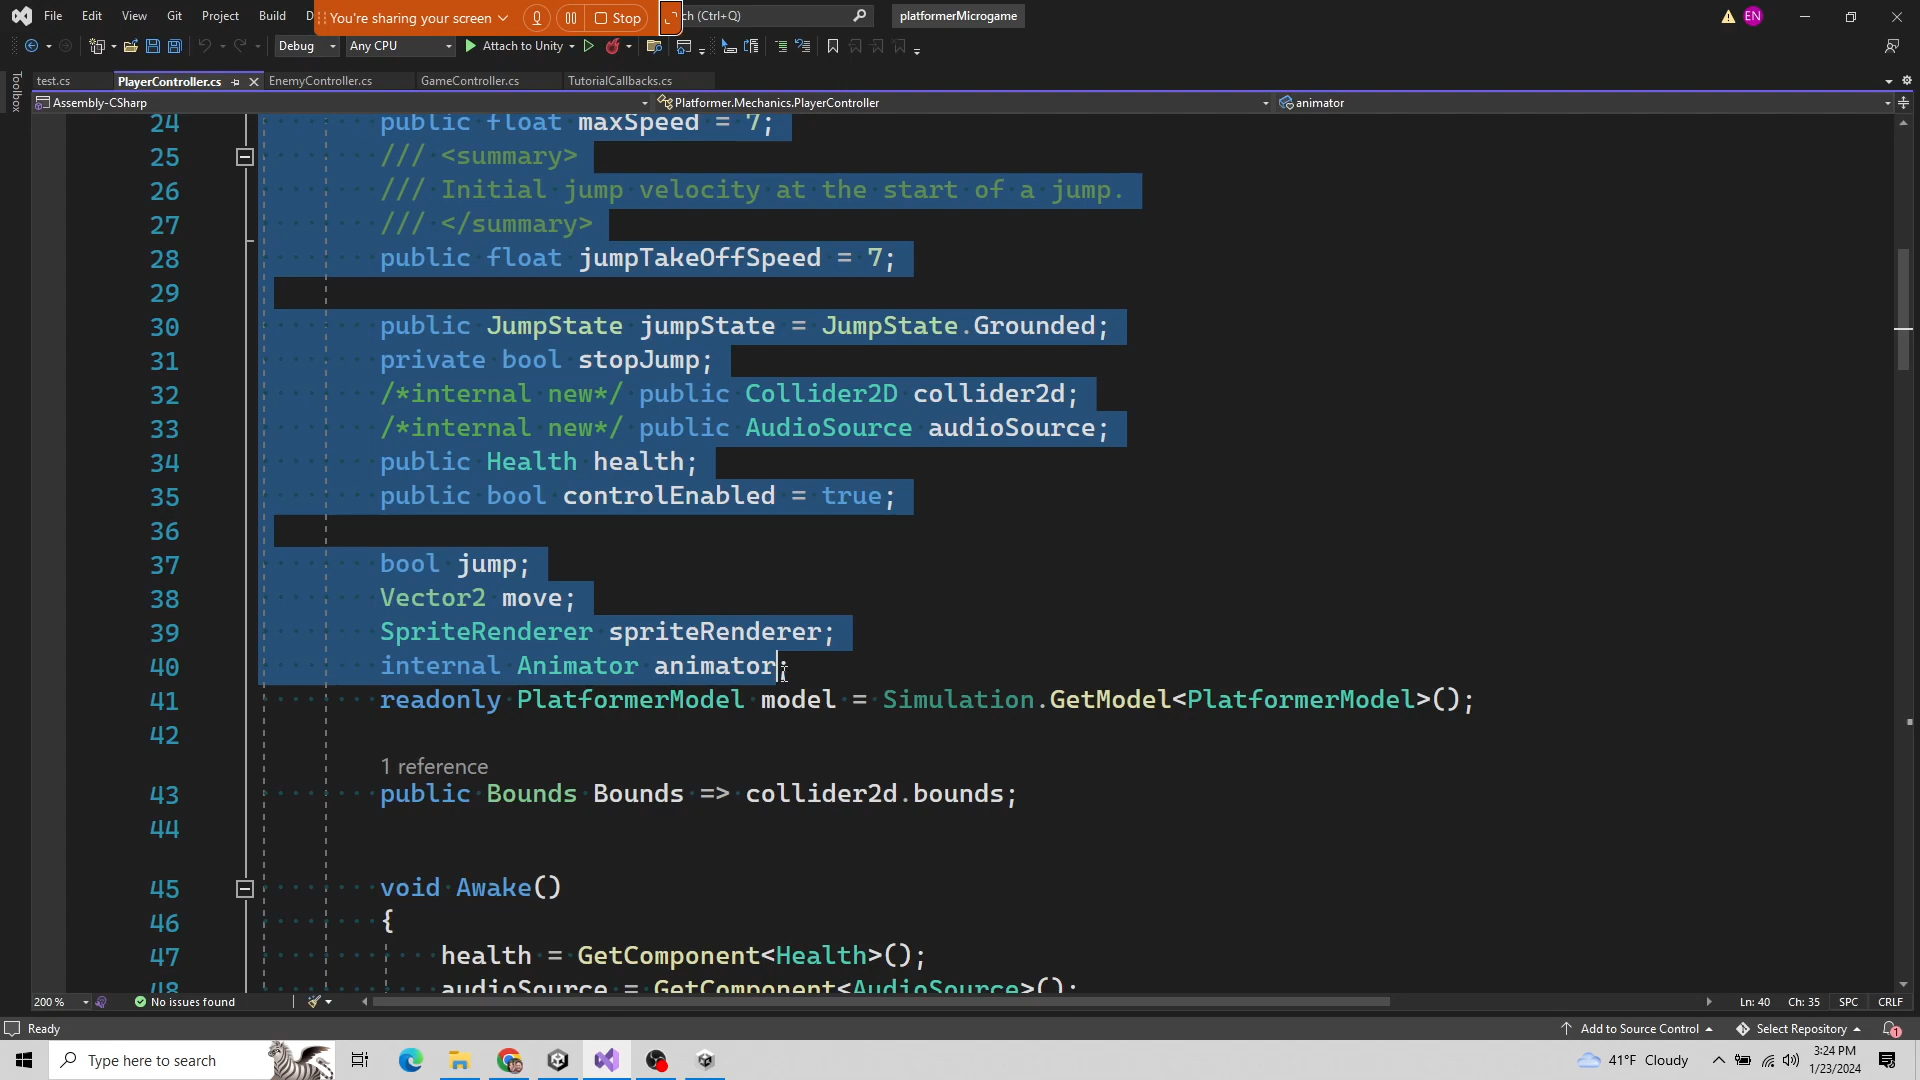 File Edit View Git Project Build D
You're sharing your screen Stop
ch (Ctrl+Q)
platformerMicrogame
EN
Debug Any CPU Attach to Unity
Toolbox
test.cs PlayerController.cs EnemyController.cs GameController.cs TutorialCallbacks.cs
Assembly-CSharp Platformer.Mechanics.PlayerController animator
24 public float maxSpeed = 7;
25 /// <summary>
26 /// Initial jump velocity at the start of a jump.
27 /// </summary>
28 public float jumpTakeOffSpeed = 7;
29
30 public JumpState jumpState = JumpState.Grounded;
31 private bool stopJump;
32 /*internal new*/ public Collider2D collider2d;
33 /*internal new*/ public AudioSource audioSource;
34 public Health health;
35 public bool controlEnabled = true;
36
37 bool jump;
38 Vector2 move;
39 SpriteRenderer spriteRenderer;
40 internal Animator animator;
41 readonly PlatformerModel model = Simulation.GetModel<PlatformerModel>();
42
1 reference
43 public Bounds Bounds => collider2d.bounds;
44
45 void Awake()
46 {
47 health = GetComponent<Health>();
48 audioSource = GetComponent<AudioSource>();
200 % No issues found Ln: 40 Ch: 35 SPC CRLF
Ready Add to Source Control Select Repository 1
Type here to search 41°F Cloudy 3:24 PM
1/23/2024